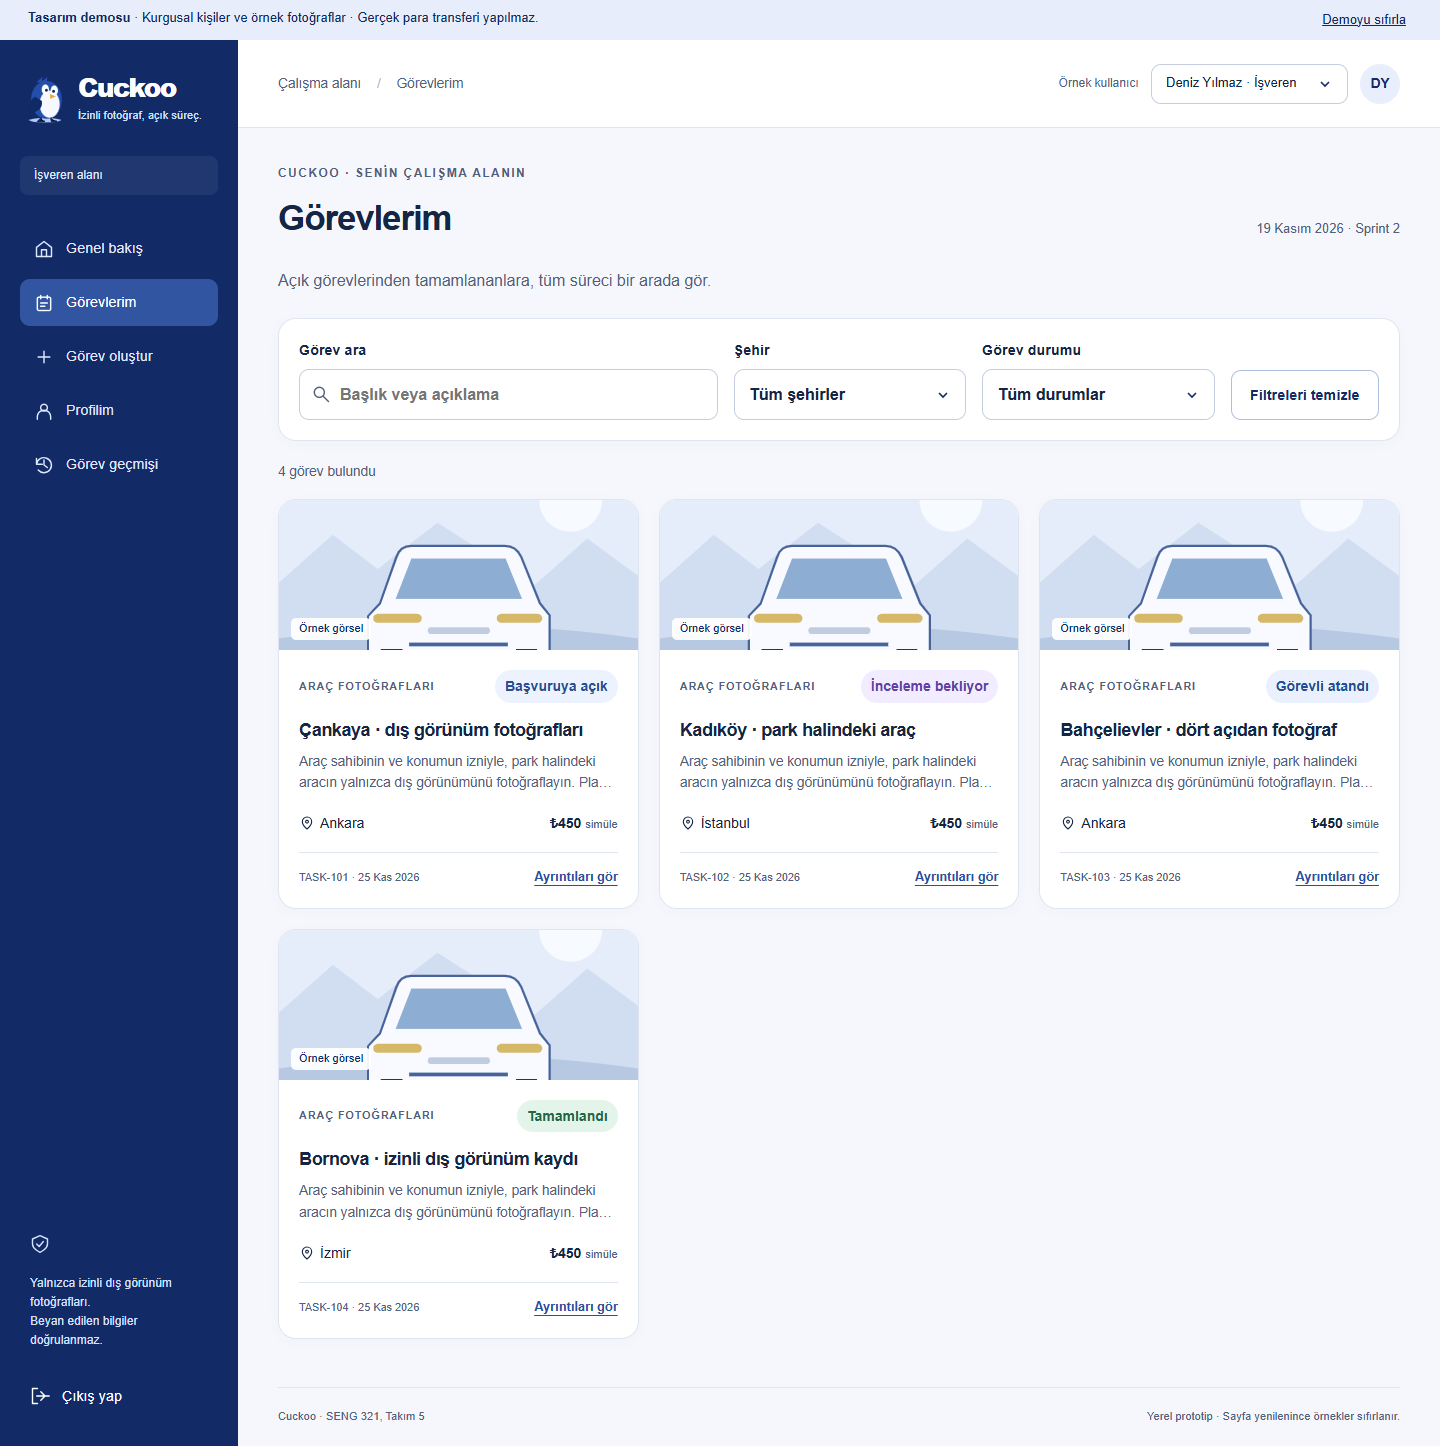 Tasarım demosu · Kurgusal kişiler ve örnek fotoğraflar · Gerçek para transferi yapılmaz.
Demoyu sıfırla
Cuckoo
İzinli fotoğraf, açık süreç.
İşveren alanı
Genel bakış
Görevlerim
Görev oluştur
Profilim
Görev geçmişi
Yalnızca izinli dış görünüm
fotoğrafları.
Beyan edilen bilgiler
doğrulanmaz.
Çıkış yap
Çalışma alanı / Görevlerim
Örnek kullanıcı
Deniz Yılmaz · İşveren
DY
CUCKOO · SENİN ÇALIŞMA ALANIN
Görevlerim
19 Kasım 2026 · Sprint 2
Açık görevlerinden tamamlananlara, tüm süreci bir arada gör.
Görev ara
Başlık veya açıklama
Şehir
Tüm şehirler
Görev durumu
Tüm durumlar
Filtreleri temizle
4 görev bulundu
Örnek görsel
ARAÇ FOTOĞRAFLARI
Başvuruya açık
Çankaya · dış görünüm fotoğrafları
Araç sahibinin ve konumun izniyle, park halindeki
aracın yalnızca dış görünümünü fotoğraflayın. Pla...
Ankara
₺450 simüle
TASK-101 · 25 Kas 2026
Ayrıntıları gör
Örnek görsel
ARAÇ FOTOĞRAFLARI
İnceleme bekliyor
Kadıköy · park halindeki araç
Araç sahibinin ve konumun izniyle, park halindeki
aracın yalnızca dış görünümünü fotoğraflayın. Pla...
İstanbul
₺450 simüle
TASK-102 · 25 Kas 2026
Ayrıntıları gör
Örnek görsel
ARAÇ FOTOĞRAFLARI
Görevli atandı
Bahçelievler · dört açıdan fotoğraf
Araç sahibinin ve konumun izniyle, park halindeki
aracın yalnızca dış görünümünü fotoğraflayın. Pla...
Ankara
₺450 simüle
TASK-103 · 25 Kas 2026
Ayrıntıları gör
Örnek görsel
ARAÇ FOTOĞRAFLARI
Tamamlandı
Bornova · izinli dış görünüm kaydı
Araç sahibinin ve konumun izniyle, park halindeki
aracın yalnızca dış görünümünü fotoğraflayın. Pla...
İzmir
₺450 simüle
TASK-104 · 25 Kas 2026
Ayrıntıları gör
Cuckoo · SENG 321, Takım 5
Yerel prototip · Sayfa yenilenince örnekler sıfırlanır.